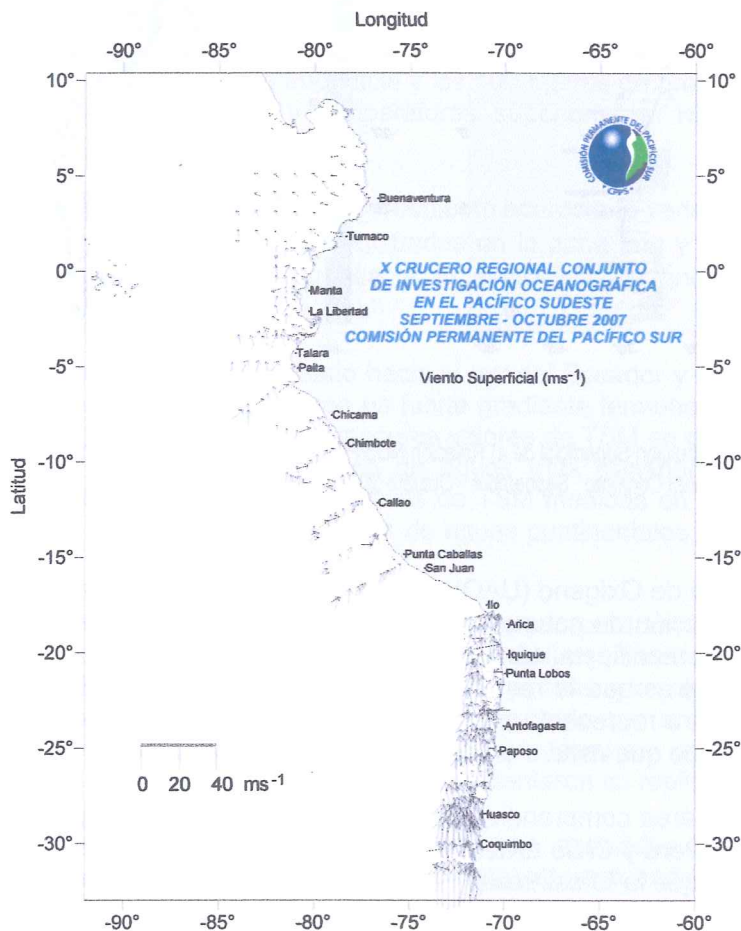 Longitud
-90° -85° -80° -75° -70° -65° -60°
10° 10°
COMISIÓN PERMANENTE DEL PACÍFICO SUR
CPPS
5° 5°
Buenaventura
Tumaco
X CRUCERO REGIONAL CONJUNTO
0° 0°
DE INVESTIGACIÓN OCEANOGRÁFICA
Manta
EN EL PACÍFICO SUDESTE
La Libertad
SEPTIEMBRE - OCTUBRE 2007
COMISIÓN PERMANENTE DEL PACÍFICO SUR
Talara
-5° Paita -5°
Viento Superficial (ms-1)
Chicama
Chimbote
-10° -10°
Latitud
Callao
-15° Punta Caballas -15°
San Juan
Ilo
Arica
-20° Iquique -20°
Punta Lobos
Antofagasta
-25° Paposo -25°
0 20 40 ms-1
Huasco
-30° Coquimbo -30°
-90° -85° -80° -75° -70° -65° -60°